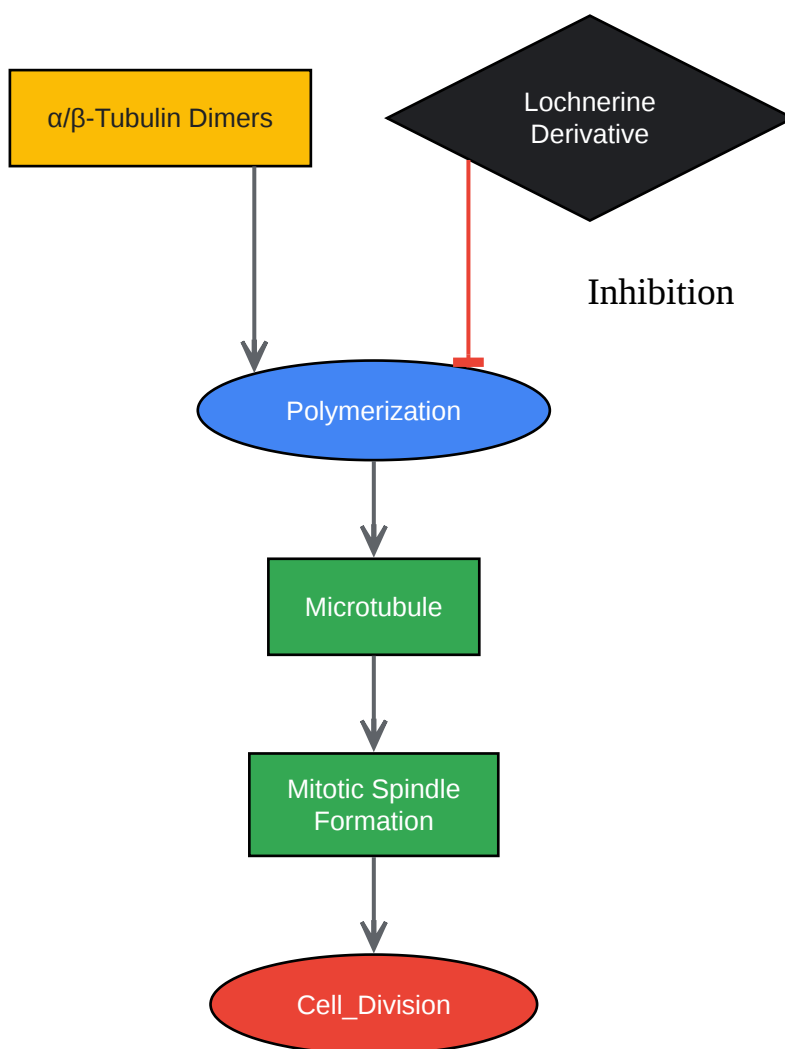 α/β-Tubulin Dimers
Lochnerine
Derivative
Inhibition
Polymerization
Microtubule
Mitotic Spindle
Formation
Cell_Division